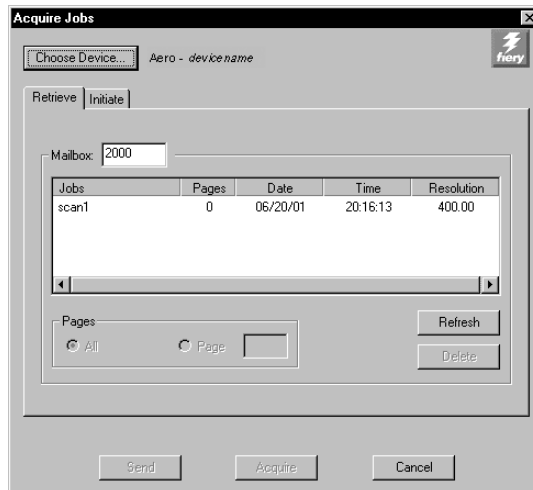 Acquire Jobs
Choose Device... Aero - devicename
fiery
Retrieve Initiate
Mailbox: 2000
Jobs Pages Date Time Resolution
scan1 0 06/20/01 20:16:13 400.00
Pages
All Page
Refresh
Delete
Send Acquire Cancel